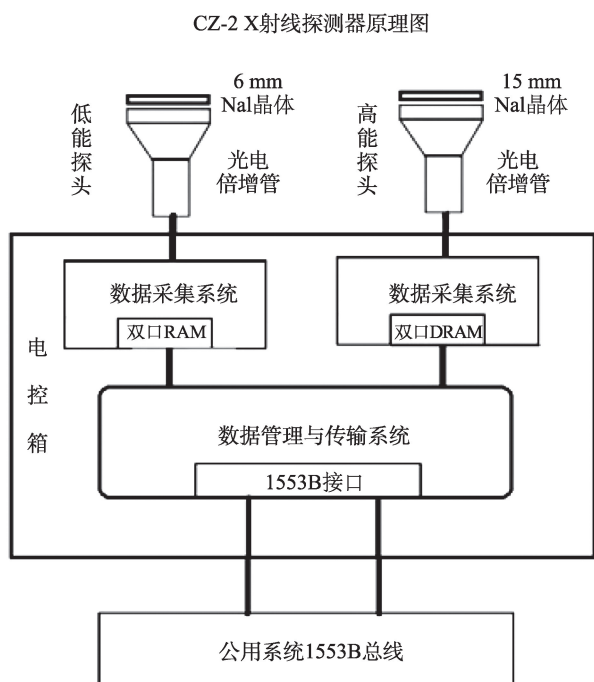 CZ-2 X射线探测器原理图
低能探头
6 mm
NaI晶体
光电
倍增管
高能探头
15 mm
NaI晶体
光电
倍增管
数据采集系统
双口RAM
数据采集系统
双口DRAM
电控箱
数据管理与传输系统
1553B接口
公用系统1553B总线